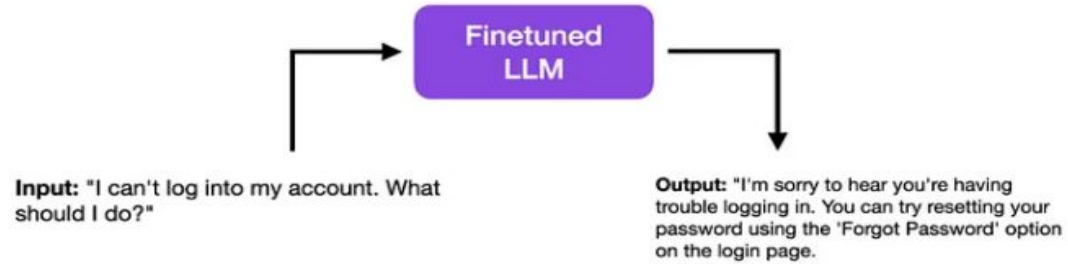 Finetuned
LLM
Input: "I can't log into my account. What
should I do?"
Output: "I'm sorry to hear you're having
trouble logging in. You can try resetting your
password using the 'Forgot Password' option
on the login page.